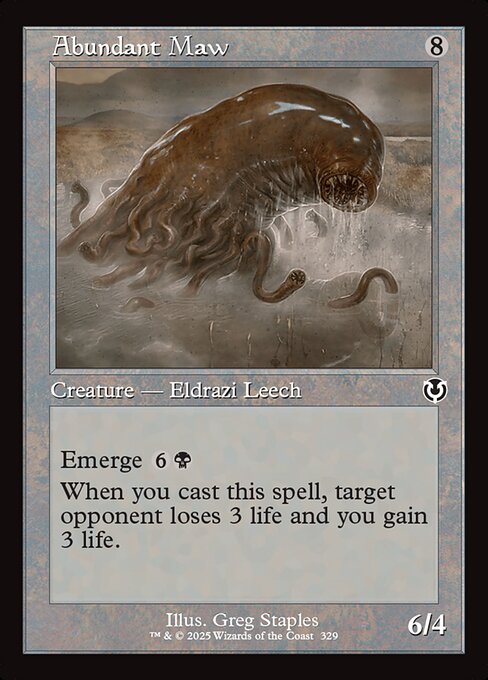 Abundant Maw 8
Creature — Eldrazi Leech
Emerge 6
When you cast this spell, target
opponent loses 3 life and you gain
3 life.
Illus. Greg Staples
™ & © 2025 Wizards of the Coast 329
6/4